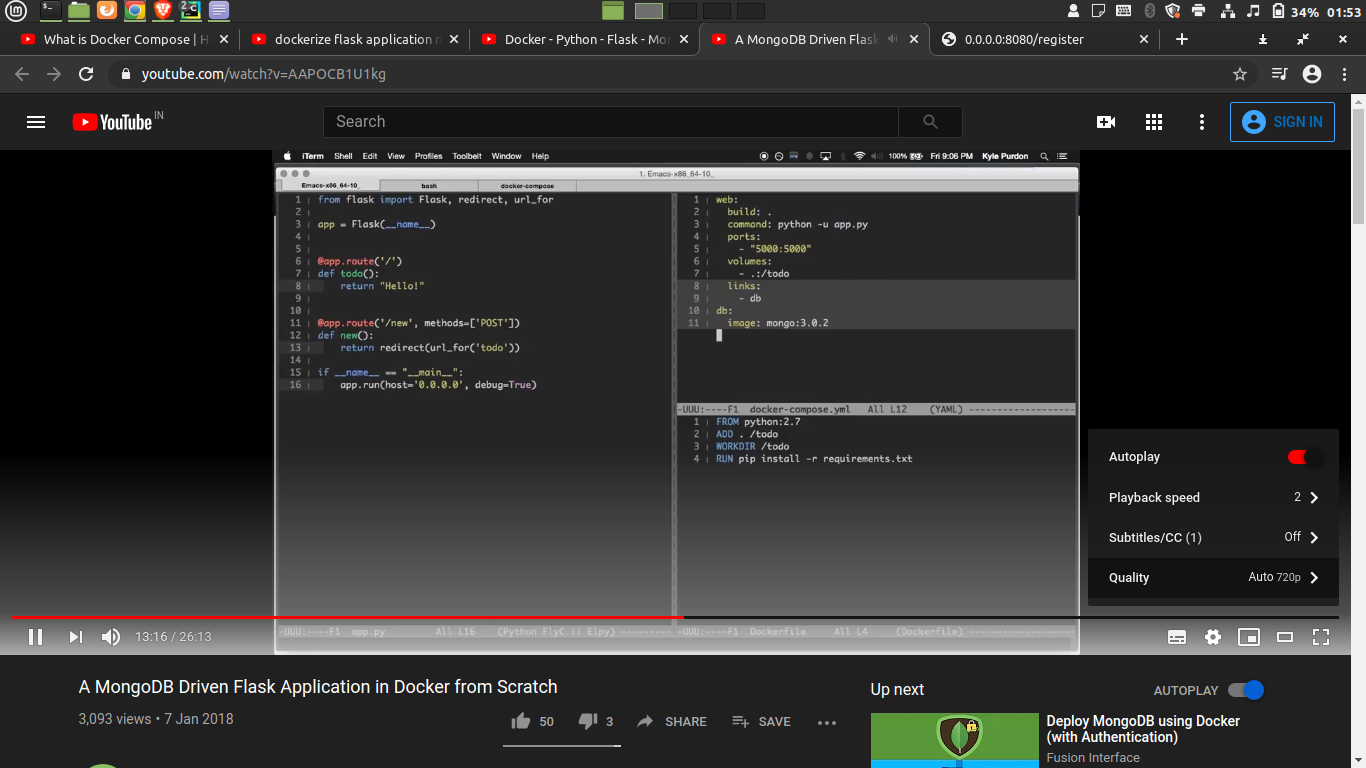 34% 01:53
What is Docker Compose | H
dockerize flask application
Docker - Python - Flask - Mo
A MongoDB Driven Flask
0.0.0.0:8080/register
youtube.com/watch?v=AAPOCB1U1kg
YouTube IN
Search
SIGN IN
iTerm Shell Edit View Profiles Toolbelt Window Help
100% Fri 9:06 PM Kyle Purdon
1. Emacs-x86_64-10_
Emacs-x86_64-10_ bash docker-compose
1 from flask import Flask, redirect, url_for
2
3 app = Flask(__name__)
4
5
6 @app.route('/')
7 def todo():
8 return "Hello!"
9
10
11 @app.route('/new', methods=['POST'])
12 def new():
13 return redirect(url_for('todo'))
14
15 if __name__ == "__main__":
16 app.run(host='0.0.0.0', debug=True)
-UUU:----F1 app.py All L16 (Python FlyC || Elpy) ---------
1 web:
2 build: .
3 command: python -u app.py
4 ports:
5 - "5000:5000"
6 volumes:
7 - .:/todo
8 links:
9 - db
10 db:
11 image: mongo:3.0.2
-UUU:----F1 docker-compose.yml All L12 (YAML) -------------------
1 FROM python:2.7
2 ADD . /todo
3 WORKDIR /todo
4 RUN pip install -r requirements.txt
-UUU:----F1 Dockerfile All L4 (Dockerfile) --------------------
Autoplay
Playback speed 2
Subtitles/CC (1) Off
Quality Auto 720p
13:16 / 26:13
A MongoDB Driven Flask Application in Docker from Scratch
3,093 views • 7 Jan 2018
50 3 SHARE SAVE
Up next
AUTOPLAY
Deploy MongoDB using Docker
(with Authentication)
Fusion Interface